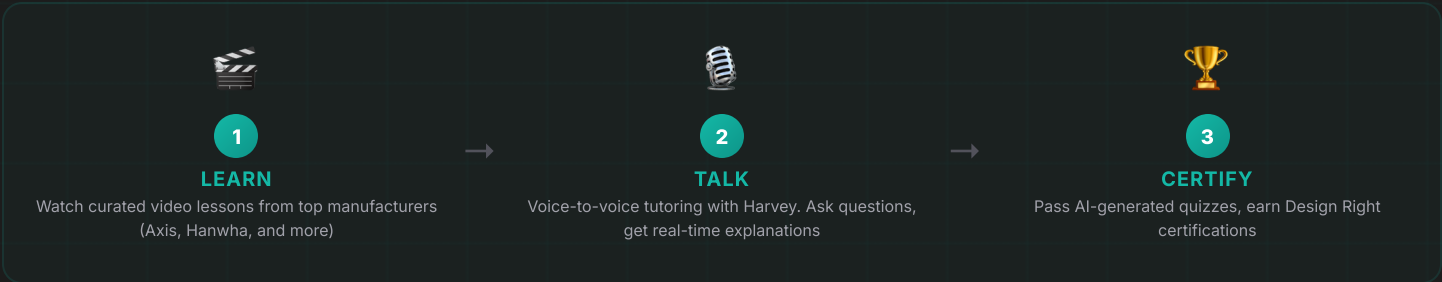 1
LEARN
Watch curated video lessons from top manufacturers
(Axis, Hanwha, and more)
2
TALK
Voice-to-voice tutoring with Harvey. Ask questions,
get real-time explanations
3
CERTIFY
Pass AI-generated quizzes, earn Design Right
certifications